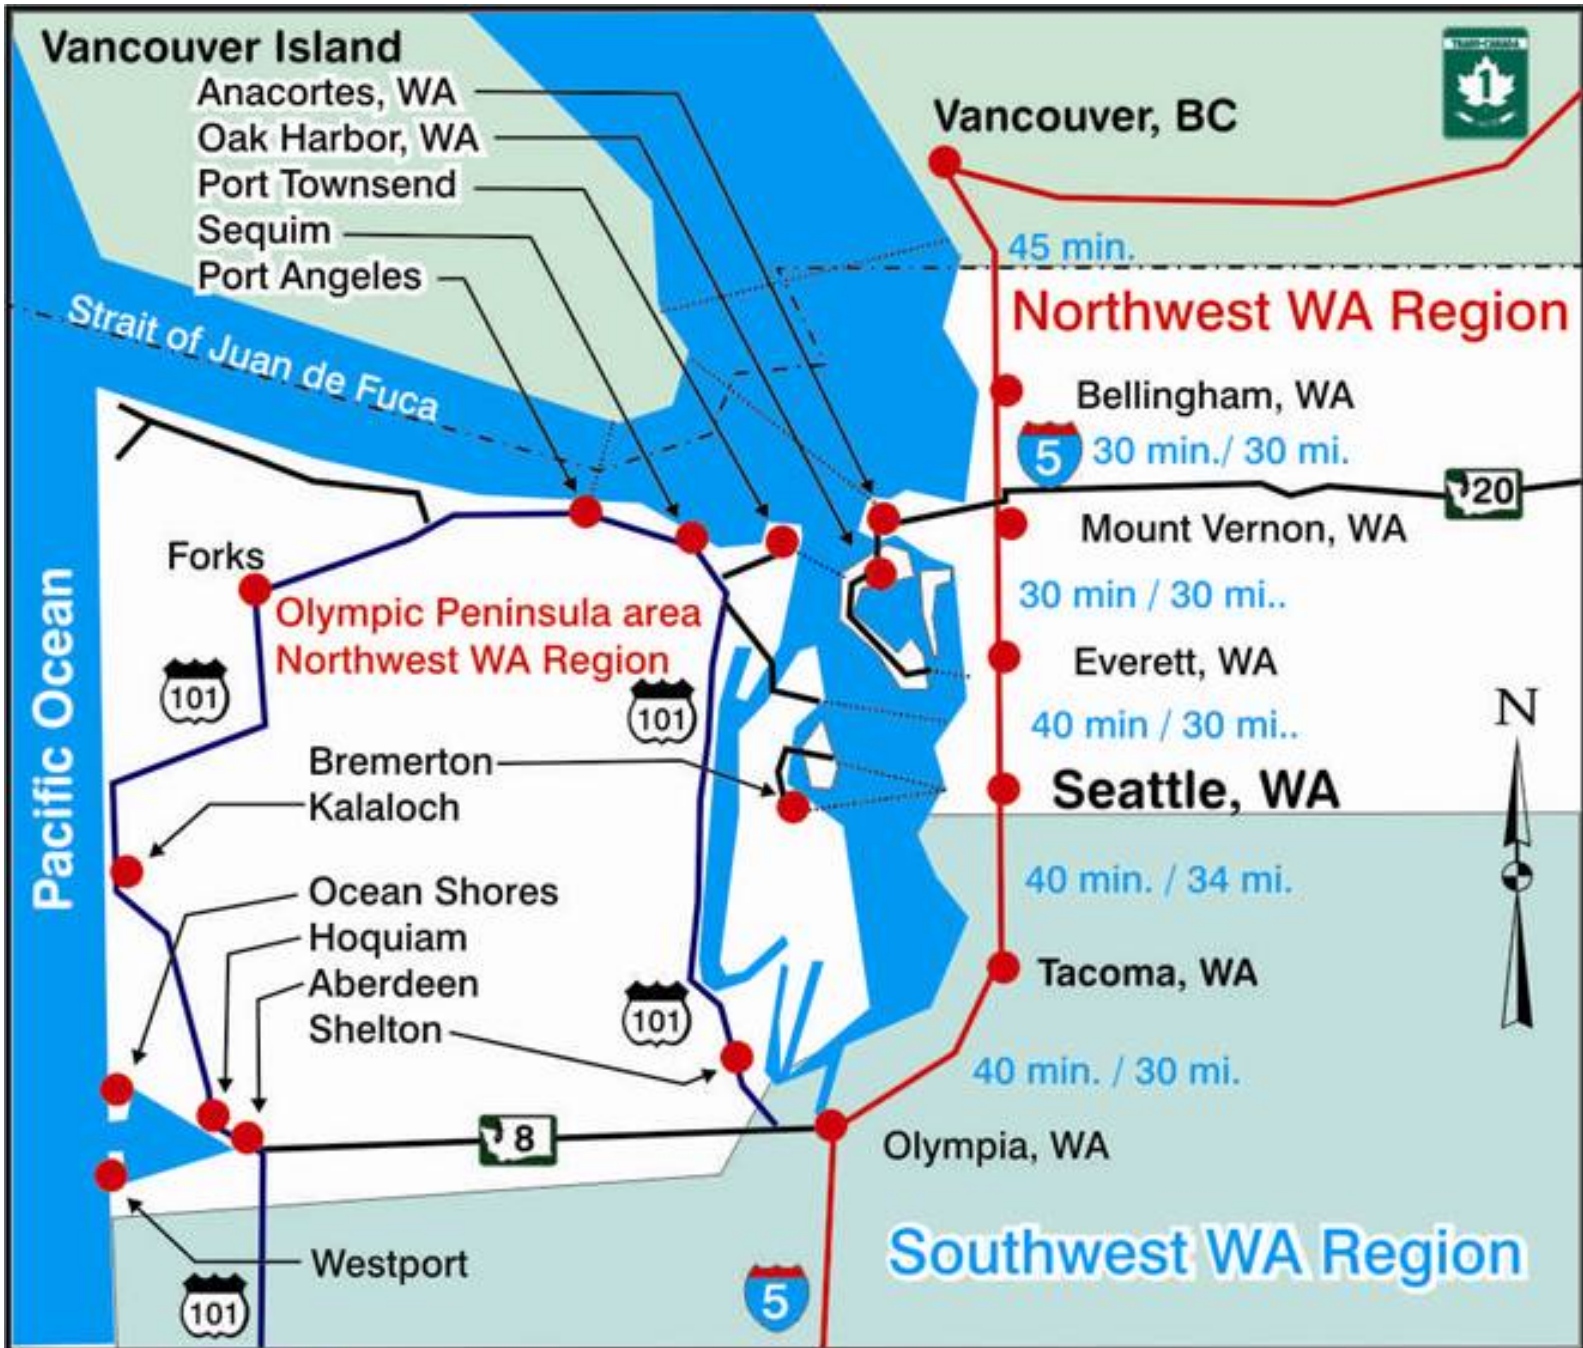 Vancouver Island
Anacortes, WA
Oak Harbor, WA
Port Townsend
Sequim
Port Angeles
TRANS-CANADA
1
Vancouver, BC
45 min.
Northwest WA Region
Strait of Juan de Fuca
Bellingham, WA
5
30 min./ 30 mi.
20
Mount Vernon, WA
Forks
30 min / 30 mi..
Olympic Peninsula area
Northwest WA Region
Everett, WA
101
101
40 min / 30 mi..
N
Pacific Ocean
Bremerton
Kalaloch
Seattle, WA
40 min. / 34 mi.
Ocean Shores
Hoquiam
Aberdeen
Shelton
101
Tacoma, WA
40 min. / 30 mi.
8
Olympia, WA
Westport
101
5
Southwest WA Region